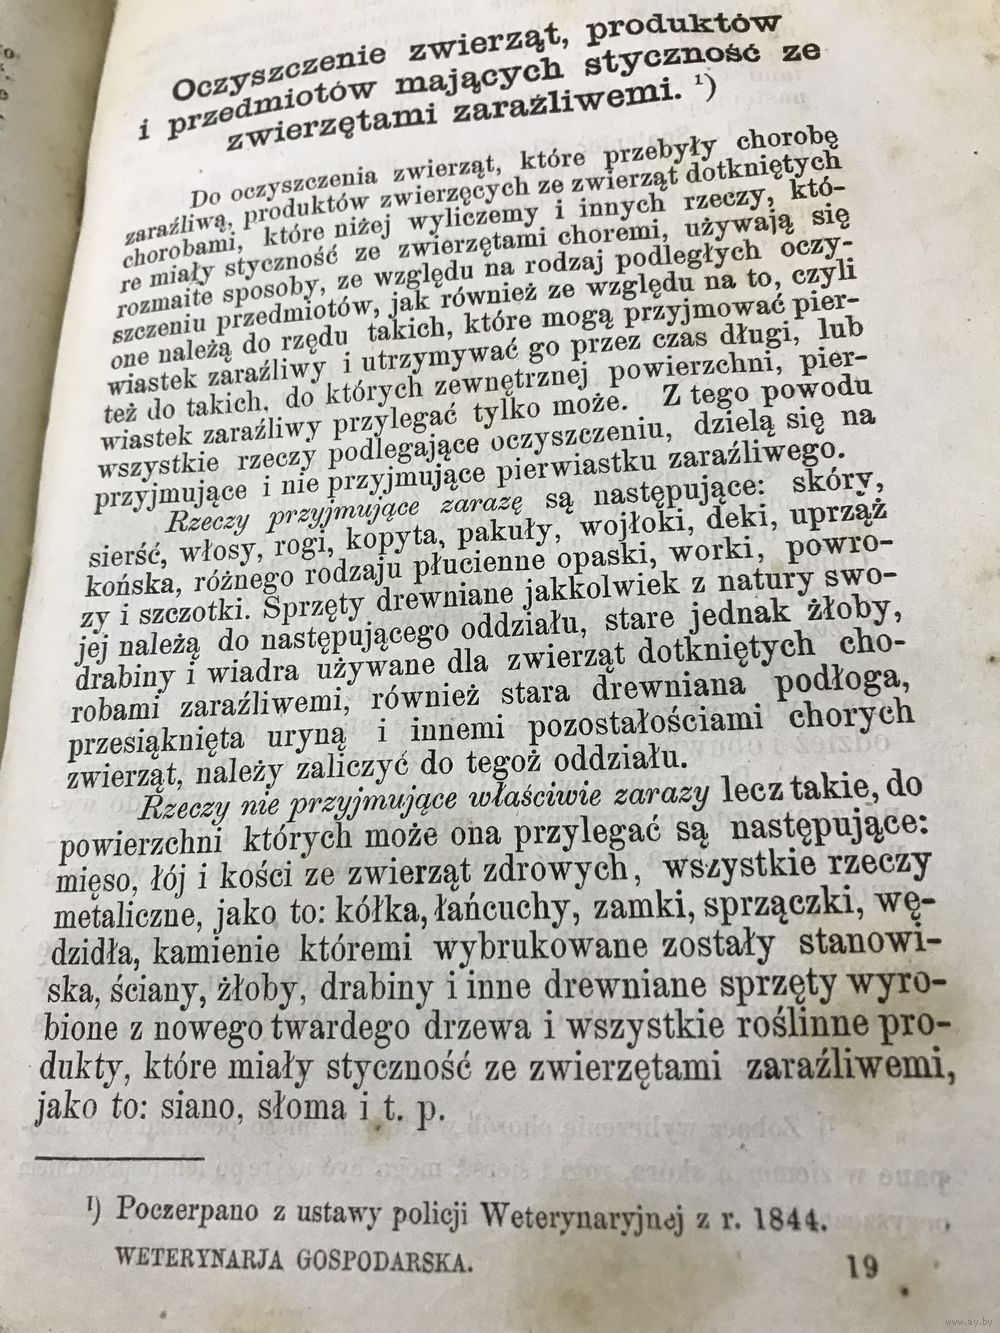 Oczyszczenie zwierząt, produktów
i przedmiotów mających styczność ze
zwierzętami zaraźliwemi. ¹)
Do oczyszczenia zwierząt, które przebyły chorobę
zaraźliwą, produktów zwierzęcych ze zwierząt dotkniętych
chorobami, które niżej wyliczemy i innych rzeczy, któ-
re miały styczność ze zwierzętami choremi, używają się
rozmaite sposoby, ze względu na rodzaj podległych oczy-
szczeniu przedmiotów, jak również ze względu na to, czyli
one należą do rzędu takich, które mogą przyjmować pier-
wiastek zaraźliwy i utrzymywać go przez czas długi, lub
też do takich, do których zewnętrznej powierzchni, pier-
wiastek zaraźliwy przylegać tylko może. Z tego powodu
wszystkie rzeczy podlegające oczyszczeniu, dzielą się na
przyjmujące i nie przyjmujące pierwiastku zaraźliwego.
Rzeczy przyjmujące zarazę są następujące: skóry,
sierść, włosy, rogi, kopyta, pakuły, wojłoki, deki, uprząż
końska, różnego rodzaju płucienne opaski, worki, powro-
zy i szczotki. Sprzęty drewniane jakkolwiek z natury swo-
jej należą do następującego oddziału, stare jednak żłoby,
drabiny i wiadra używane dla zwierząt dotkniętych cho-
robami zaraźliwemi, również stara drewniana podłoga,
przesiąknięta uryną i innemi pozostałościami chorych
zwierząt, należy zaliczyć do tegoż oddziału.
Rzeczy nie przyjmujące właściwie zarazy lecz takie, do
powierzchni których może ona przylegać są następujące:
mięso, łój i kości ze zwierząt zdrowych, wszystkie rzeczy
metaliczne, jako to: kółka, łańcuchy, zamki, sprzączki, wę-
dzidła, kamienie któremi wybrukowane zostały stanowi-
ska, ściany, żłoby, drabiny i inne drewniane sprzęty wyro-
bione z nowego twardego drzewa i wszystkie roślinne pro-
dukty, które miały styczność ze zwierzętami zaraźliwemi,
jako to: siano, słoma i t. p.
¹) Poczerpano z ustawy policji Weterynaryjnej z r. 1844.
WETERYNARJA GOSPODARSKA. 19
www.ay.by